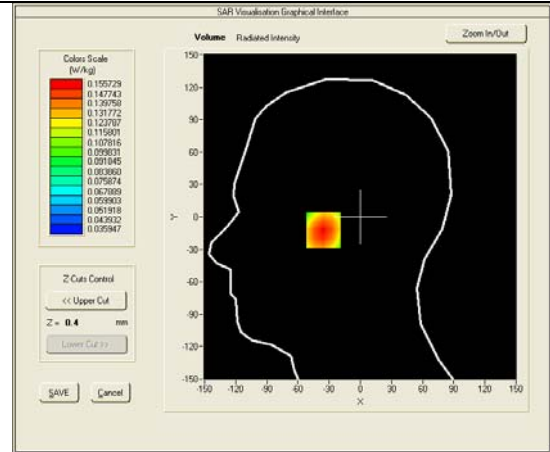 SAR Visualisation Graphical Interface
Volume Radiated Intensity
Zoom In/Out
Colors Scale
(W/kg)
0.155729
0.147743
0.139758
0.131772
0.123787
0.115801
0.107816
0.099831
0.091845
0.083860
0.075874
0.067889
0.059903
0.051918
0.043932
0.035947
Z Cuts Control
<< Upper Cut
Z = 0.4 mm
Lower Cut >>
SAVE Cancel
150
120
90
60
30
0
-30
-60
-90
-120
-150
Y
-150 -120 -90 -60 -30 0 30 60 90 120 150
X